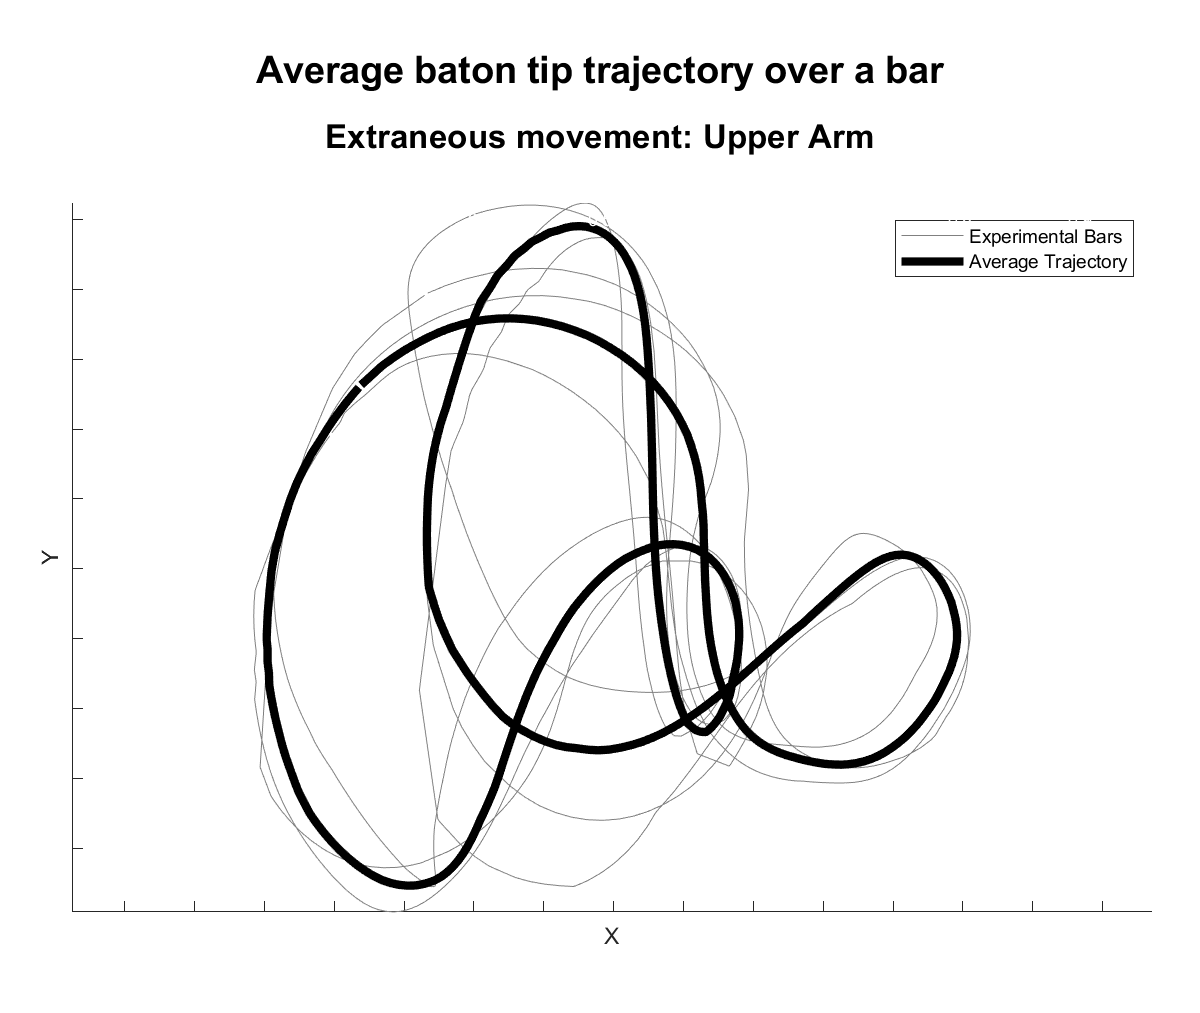 Average baton tip trajectory over a bar
Extraneous movement: Upper Arm
Experimental Bars
Average Trajectory
Y
X